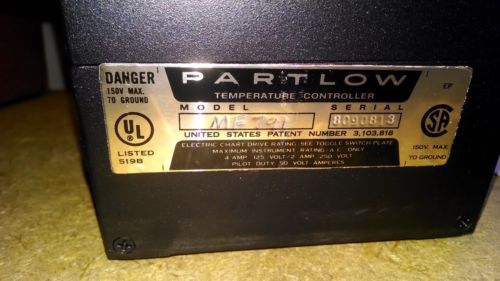 DANGER
150V MAX.
TO GROUND
PARTLOW
TEMPERATURE CONTROLLER
EP
MODEL SERIAL
ME 8090813
UNITED STATES PATENT NUMBER 3,103,818
UL
LISTED
519B
ELECTRIC CHART DRIVE RATING: SEE TOGGLE SWITCH PLATE
MAXIMUM INSTRUMENT RATING-A.C. ONLY
4 AMP 125 VOLT/2 AMP 250 VOLT
PILOT DUTY 50 VOLT-AMPERES
SA
150V. MAX.
TO GROUND